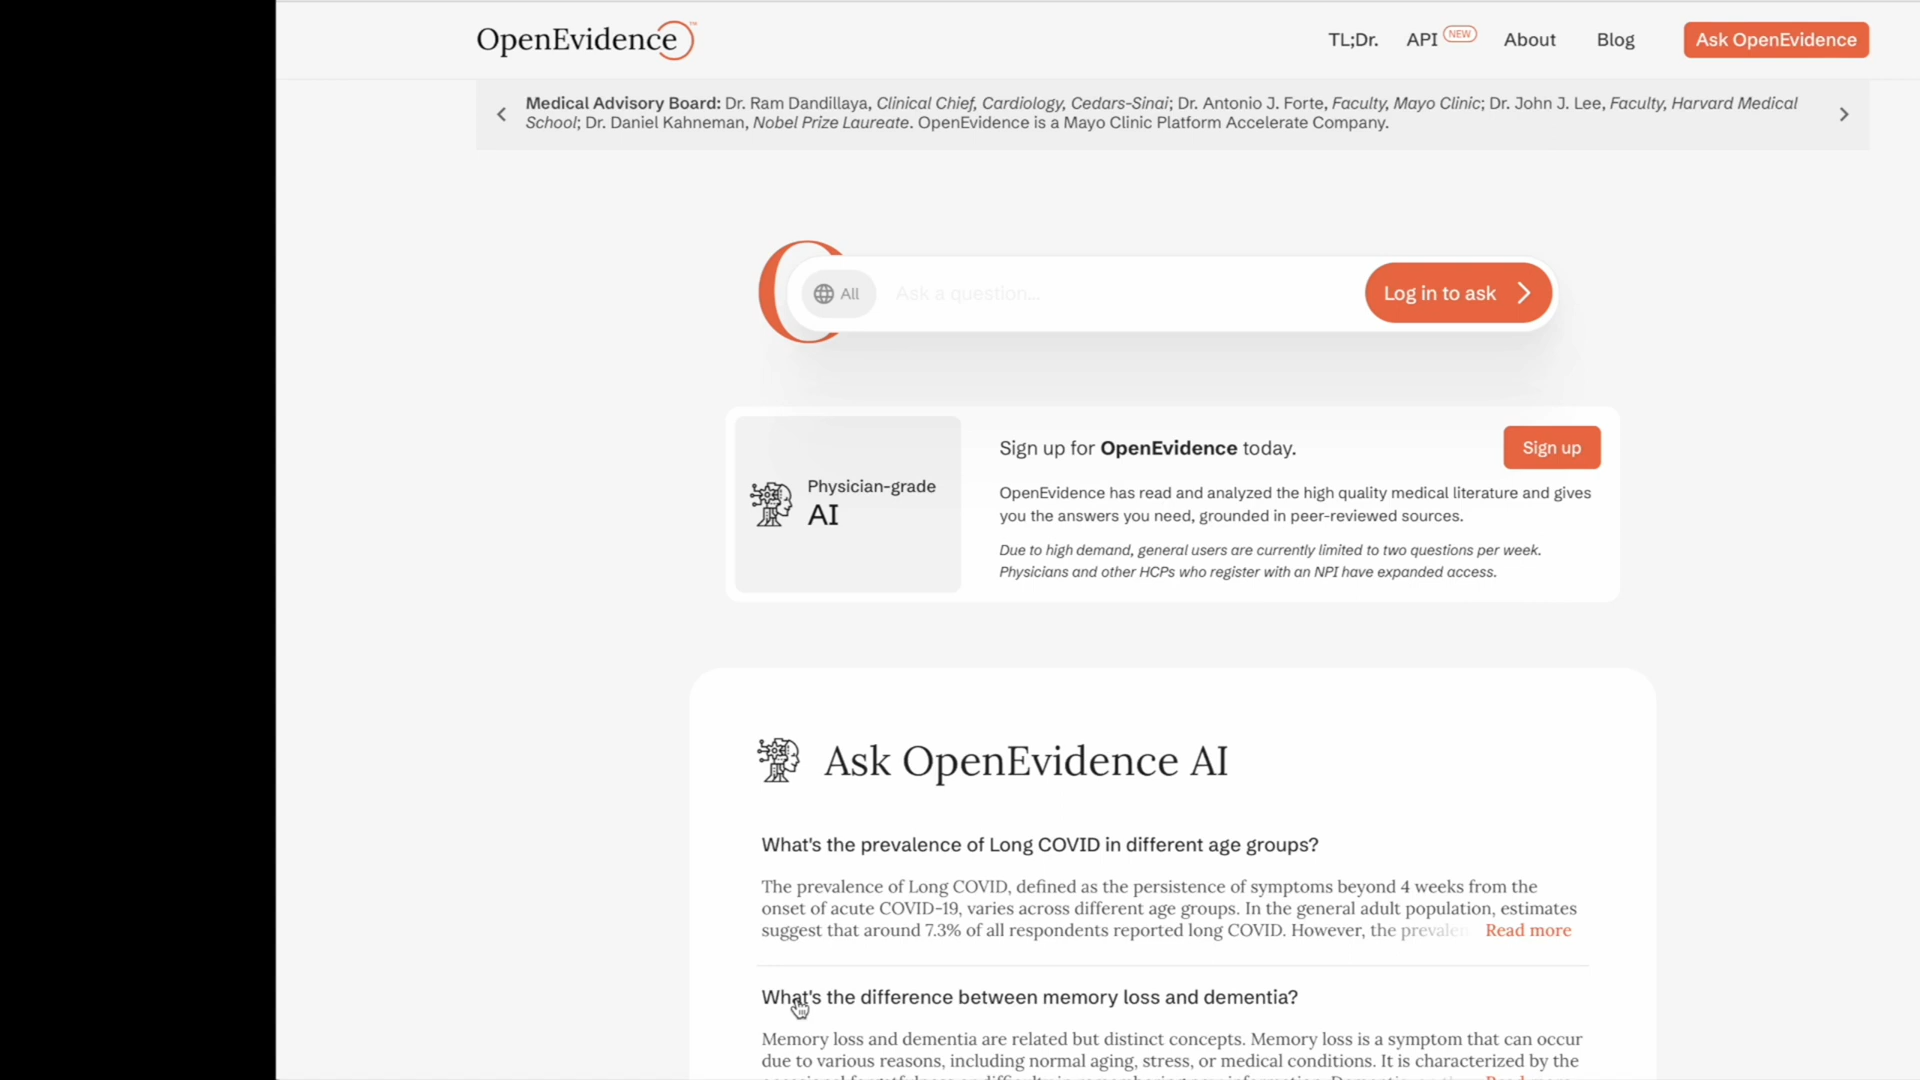 OpenEvidence™
TL;Dr.
API NEW
About
Blog
Ask OpenEvidence
Medical Advisory Board: Dr. Ram Dandillaya, Clinical Chief, Cardiology, Cedars-Sinai; Dr. Antonio J. Forte, Faculty, Mayo Clinic; Dr. John J. Lee, Faculty, Harvard Medical
School; Dr. Daniel Kahneman, Nobel Prize Laureate. OpenEvidence is a Mayo Clinic Platform Accelerate Company.
All
Ask a question...
Log in to ask
Physician-grade
AI
Sign up for OpenEvidence today.
Sign up
OpenEvidence has read and analyzed the high quality medical literature and gives
you the answers you need, grounded in peer-reviewed sources.
Due to high demand, general users are currently limited to two questions per week.
Physicians and other HCPs who register with an NPI have expanded access.
Ask OpenEvidence AI
What's the prevalence of Long COVID in different age groups?
The prevalence of Long COVID, defined as the persistence of symptoms beyond 4 weeks from the
onset of acute COVID-19, varies across different age groups. In the general adult population, estimates
suggest that around 7.3% of all respondents reported long COVID. However, the prevalen Read more
What's the difference between memory loss and dementia?
Memory loss and dementia are related but distinct concepts. Memory loss is a symptom that can occur
due to various reasons, including normal aging, stress, or medical conditions. It is characterized by the